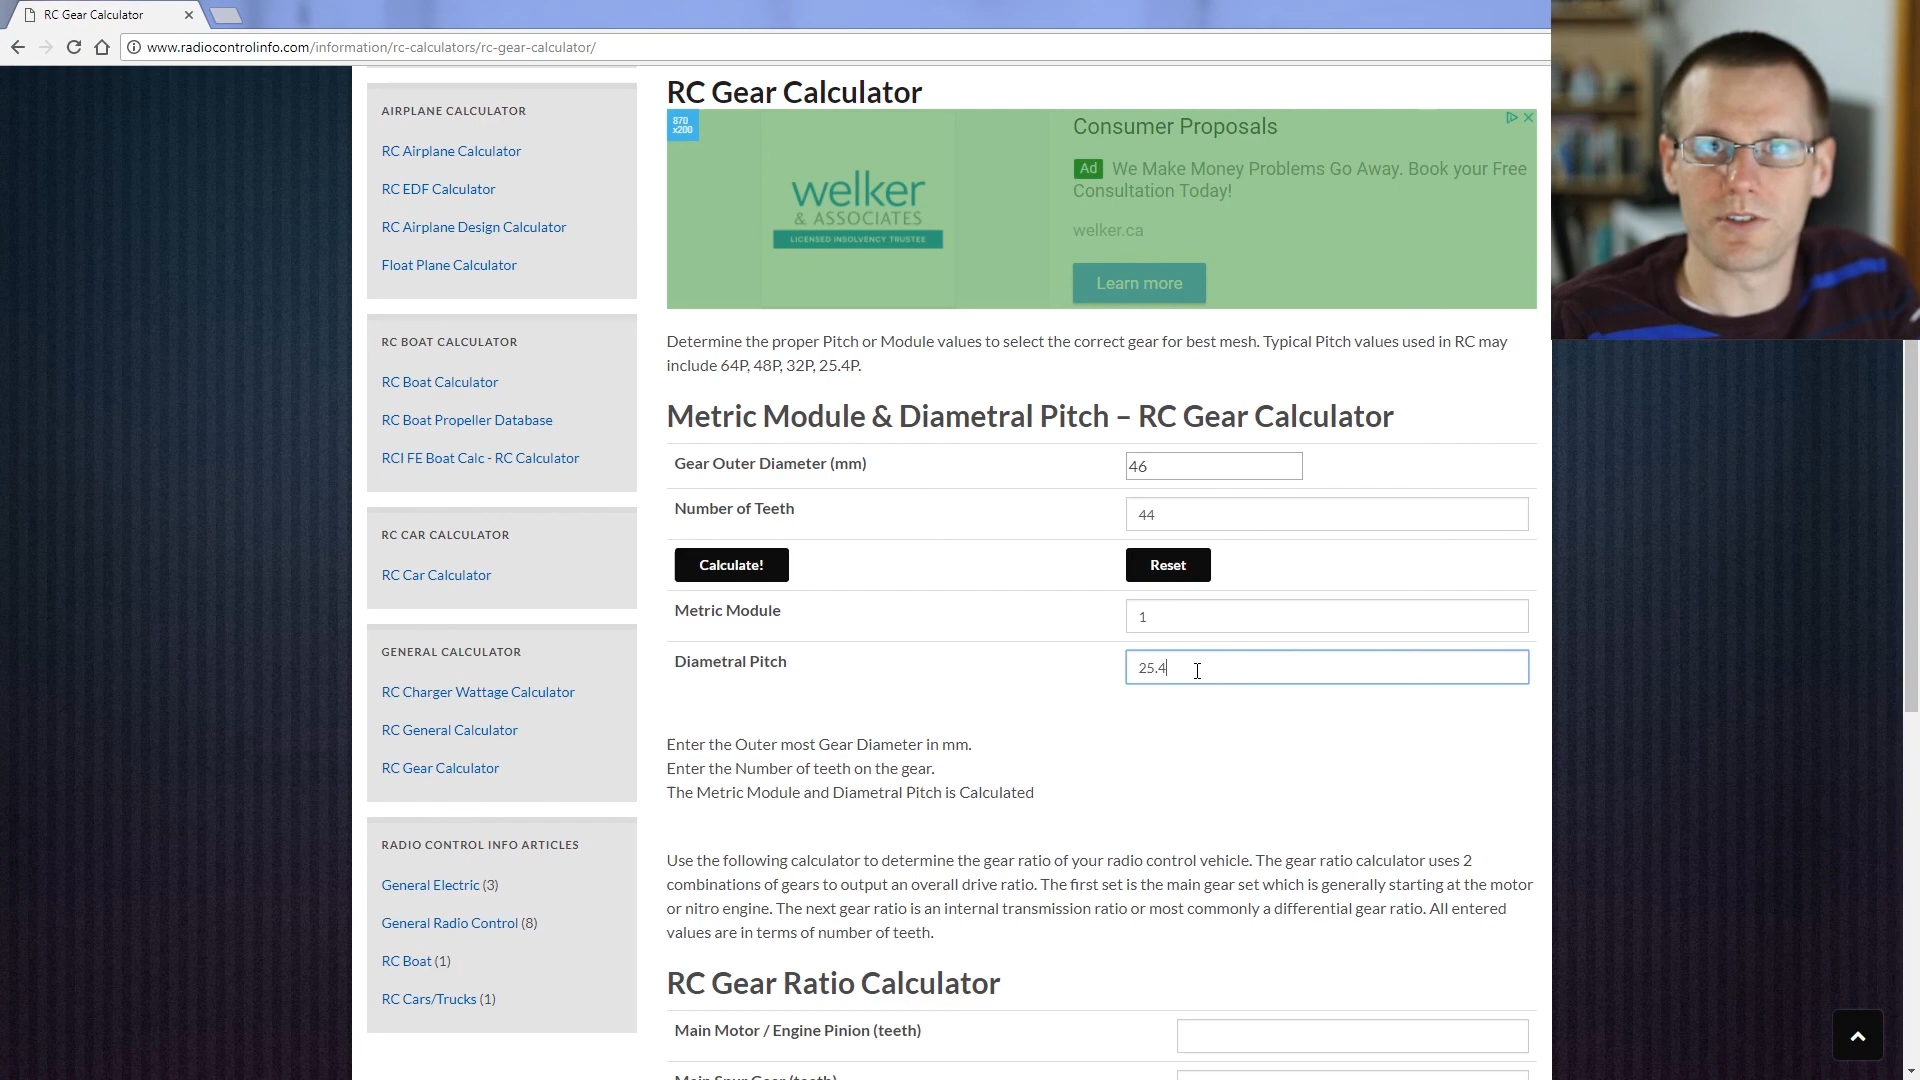 RC Gear Calculator
www.radiocontrolinfo.com/information/rc-calculators/rc-gear-calculator/
AIRPLANE CALCULATOR
RC Airplane Calculator
RC EDF Calculator
RC Airplane Design Calculator
Float Plane Calculator
RC BOAT CALCULATOR
RC Boat Calculator
RC Boat Propeller Database
RCI FE Boat Calc - RC Calculator
RC CAR CALCULATOR
RC Car Calculator
GENERAL CALCULATOR
RC Charger Wattage Calculator
RC General Calculator
RC Gear Calculator
RADIO CONTROL INFO ARTICLES
General Electric (3)
General Radio Control (8)
RC Boat (1)
RC Cars/Trucks (1)
RC Gear Calculator
870
x200
welker
& ASSOCIATES
LICENSED INSOLVENCY TRUSTEE
Consumer Proposals
Ad We Make Money Problems Go Away. Book your Free
Consultation Today!
welker.ca
Learn more
Determine the proper Pitch or Module values to select the correct gear for best mesh. Typical Pitch values used in RC may
include 64P, 48P, 32P, 25.4P.
Metric Module & Diametral Pitch – RC Gear Calculator
Gear Outer Diameter (mm) 46
Number of Teeth 44
Calculate! Reset
Metric Module 1
Diametral Pitch 25.4
Enter the Outer most Gear Diameter in mm.
Enter the Number of teeth on the gear.
The Metric Module and Diametral Pitch is Calculated
Use the following calculator to determine the gear ratio of your radio control vehicle. The gear ratio calculator uses 2
combinations of gears to output an overall drive ratio. The first set is the main gear set which is generally starting at the motor
or nitro engine. The next gear ratio is an internal transmission ratio or most commonly a differential gear ratio. All entered
values are in terms of number of teeth.
RC Gear Ratio Calculator
Main Motor / Engine Pinion (teeth)
Main Spur Gear (teeth)